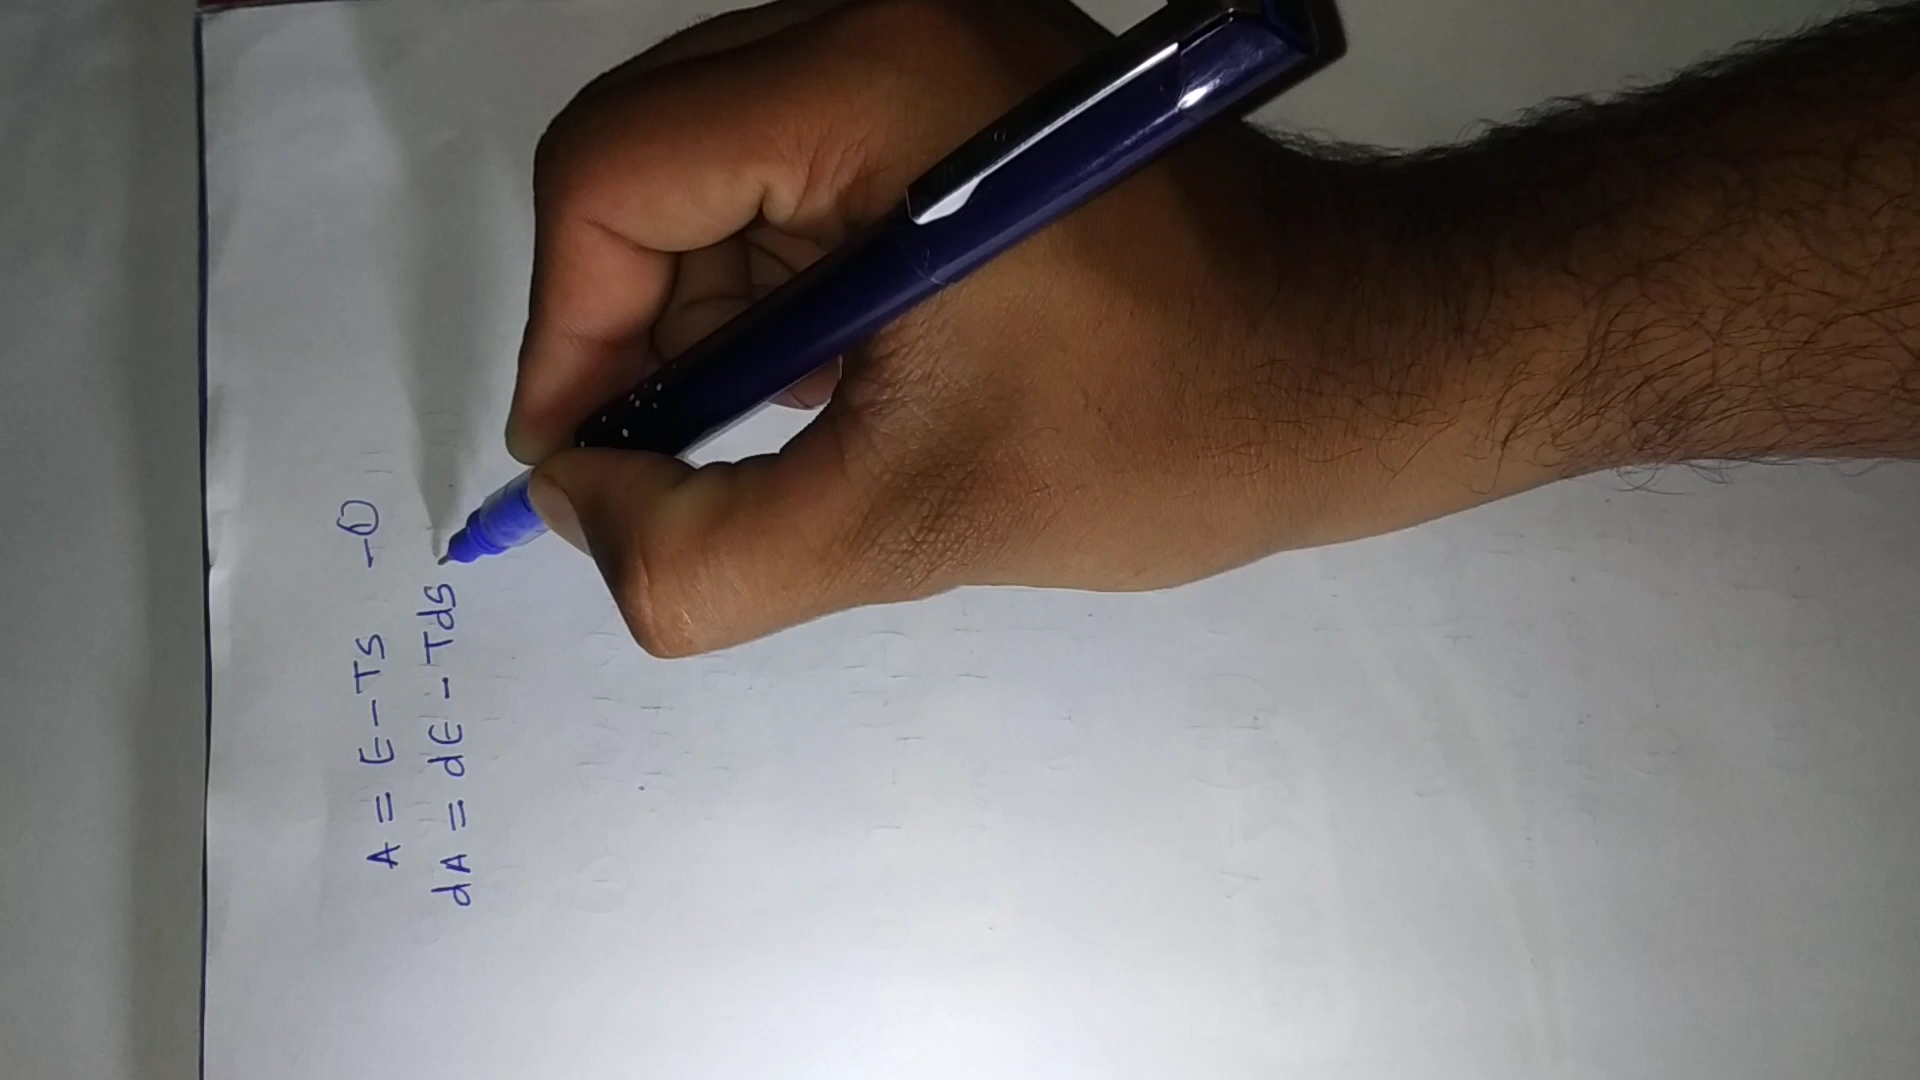 A = E - TS - ①
dA = dE - Tds